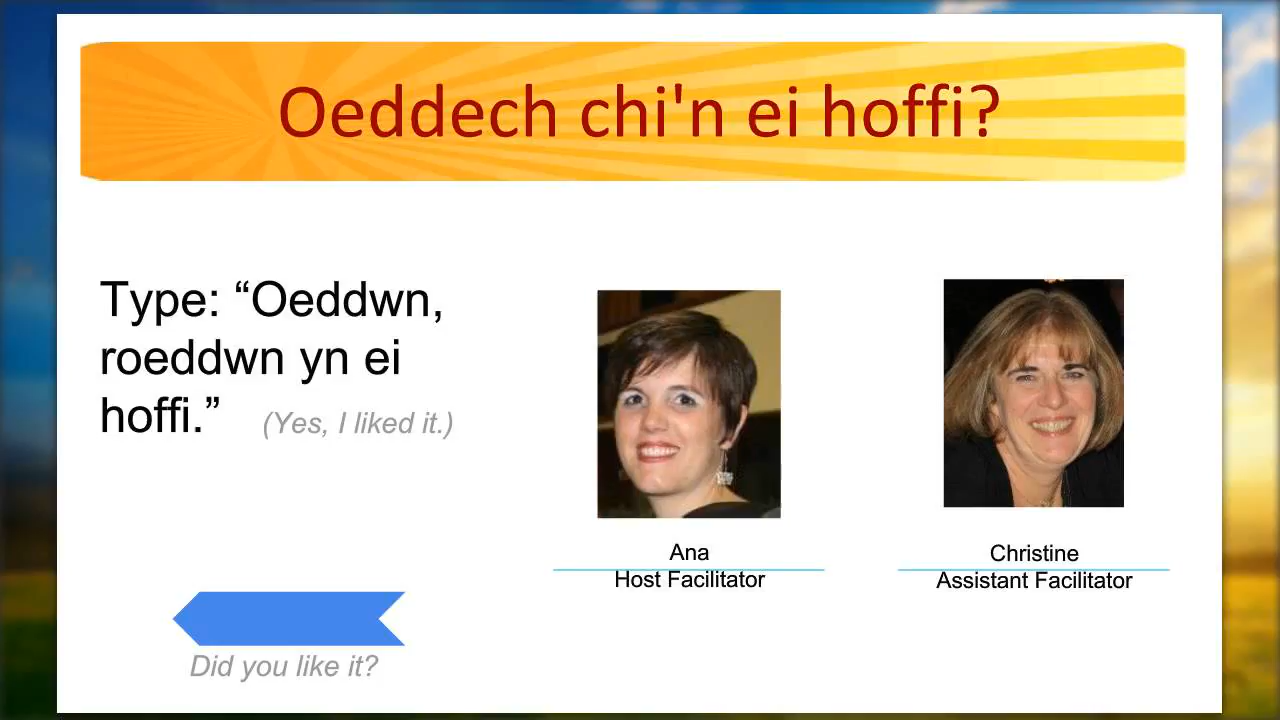 Oeddech chi'n ei hoffi?
Type: “Oeddwn,
roeddwn yn ei
hoffi.” (Yes, I liked it.)
Ana
Host Facilitator
Christine
Assistant Facilitator
Did you like it?